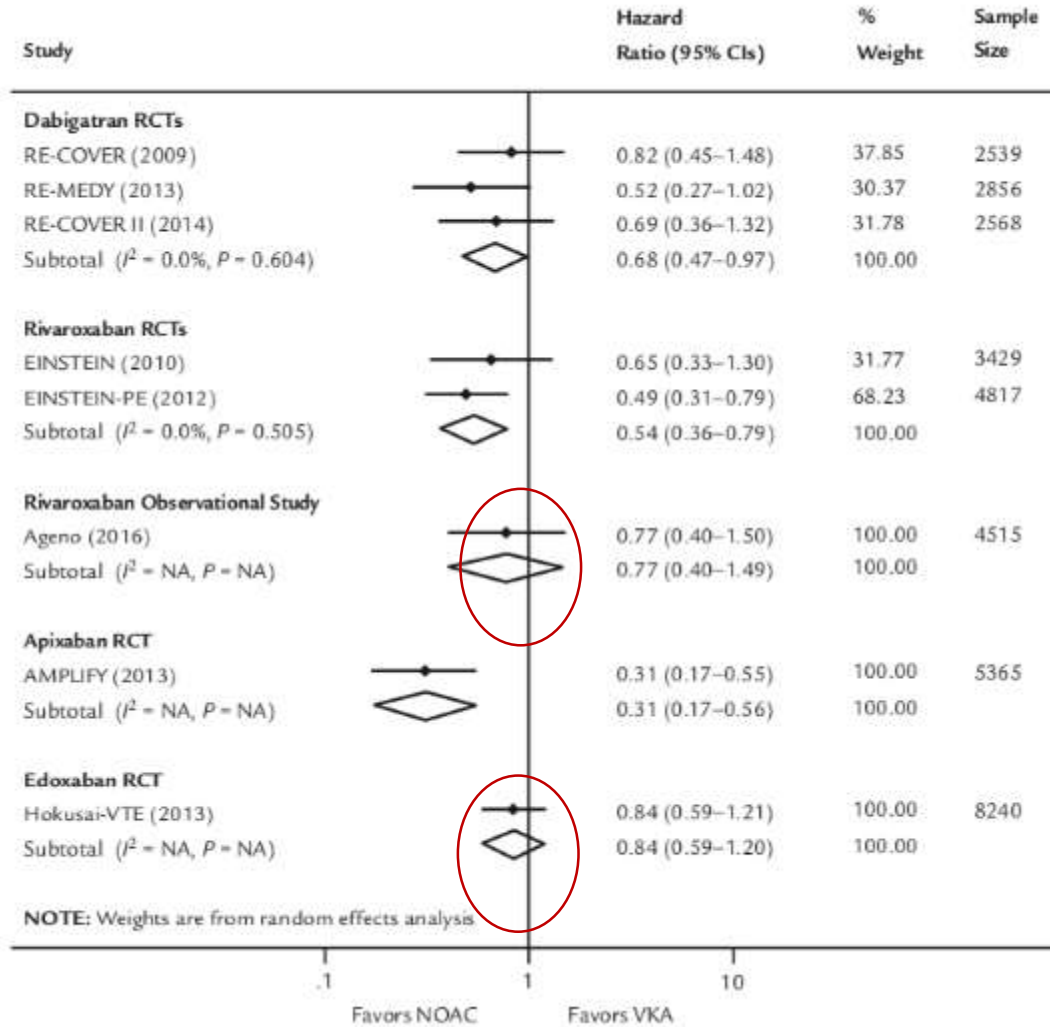 Hazard % Sample
Study Ratio (95% CIs) Weight Size
Dabigatran RCTs
RE-COVER (2009) 0.82 (0.45–1.48) 37.85 2539
RE-MEDY (2013) 0.52 (0.27–1.02) 30.37 2856
RE-COVER II (2014) 0.69 (0.36–1.32) 31.78 2568
Subtotal (I² = 0.0%, P = 0.604) 0.68 (0.47–0.97) 100.00
Rivaroxaban RCTs
EINSTEIN (2010) 0.65 (0.33–1.30) 31.77 3429
EINSTEIN-PE (2012) 0.49 (0.31–0.79) 68.23 4817
Subtotal (I² = 0.0%, P = 0.505) 0.54 (0.36–0.79) 100.00
Rivaroxaban Observational Study
Ageno (2016) 0.77 (0.40–1.50) 100.00 4515
Subtotal (I² = NA, P = NA) 0.77 (0.40–1.49) 100.00
Apixaban RCT
AMPLIFY (2013) 0.31 (0.17–0.55) 100.00 5365
Subtotal (I² = NA, P = NA) 0.31 (0.17–0.56) 100.00
Edoxaban RCT
Hokusai-VTE (2013) 0.84 (0.59–1.21) 100.00 8240
Subtotal (I² = NA, P = NA) 0.84 (0.59–1.20) 100.00
NOTE: Weights are from random effects analysis
.1 1 10
Favors NOAC Favors VKA